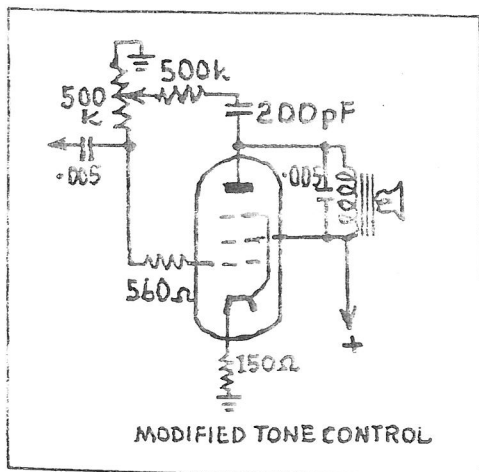 500k
500
K
200pF
.005
.005
560Ω
150Ω
+
MODIFIED TONE CONTROL